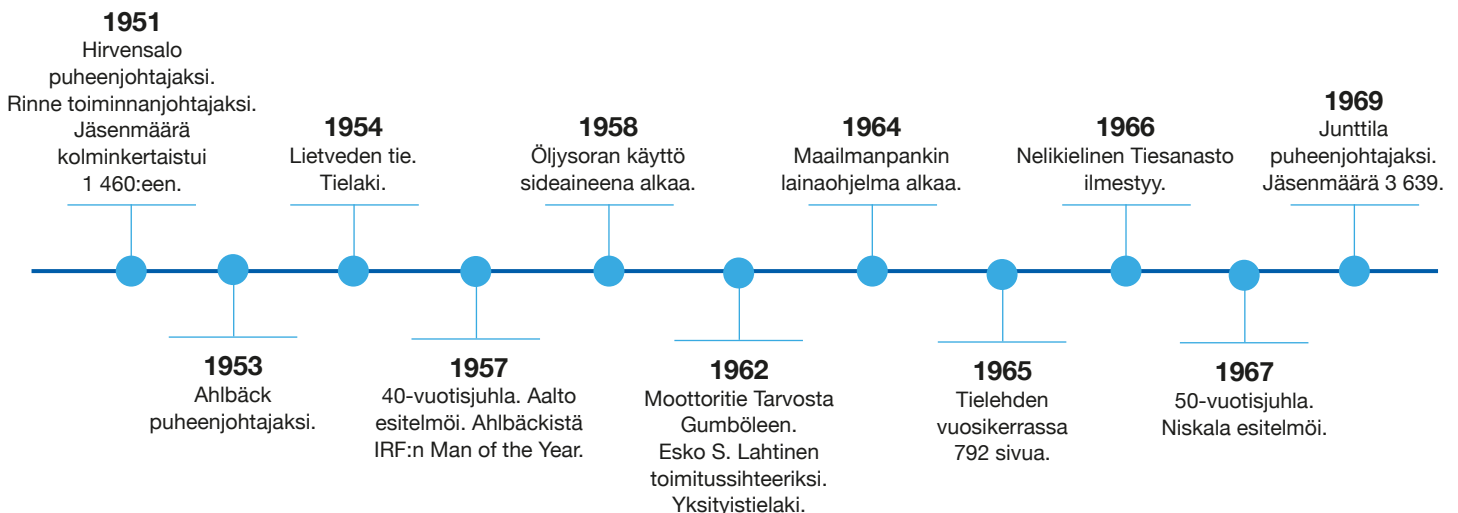 1951
Hirvensalo
puheenjohtajaksi.
Rinne toiminnanjohtajaksi.
Jäsenmäärä
kolminkertaistui
1 460:een.
1953
Ahlbäck
puheenjohtajaksi.
1954
Lietveden tie.
Tielaki.
1957
40-vuotisjuhla. Aalto
esitelmöi. Ahlbäckistä
IRF:n Man of the Year.
1958
Öljysoran käyttö
sideaineena alkaa.
1962
Moottoritie Tarvosta
Gumböleen.
Esko S. Lahtinen
toimitussihteeriksi.
Yksityistielaki.
1964
Maailmanpankin
lainaohjelma alkaa.
1965
Tielehden
vuosikerrassa
792 sivua.
1966
Nelikielinen Tiesanasto
ilmestyy.
1967
50-vuotisjuhla.
Niskala esitelmöi.
1969
Junttila
puheenjohtajaksi.
Jäsenmäärä 3 639.